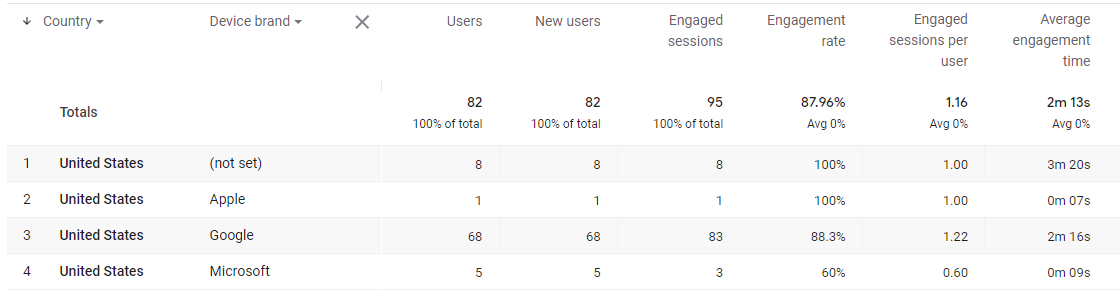 ↓ Country Device brand Users New users Engaged sessions Engagement rate Engaged sessions per user Average engagement time
Totals 82 82 95 87.96% 1.16 2m 13s
100% of total 100% of total 100% of total Avg 0% Avg 0% Avg 0%
1 United States (not set) 8 8 8 100% 1.00 3m 20s
2 United States Apple 1 1 1 100% 1.00 0m 07s
3 United States Google 68 68 83 88.3% 1.22 2m 16s
4 United States Microsoft 5 5 3 60% 0.60 0m 09s